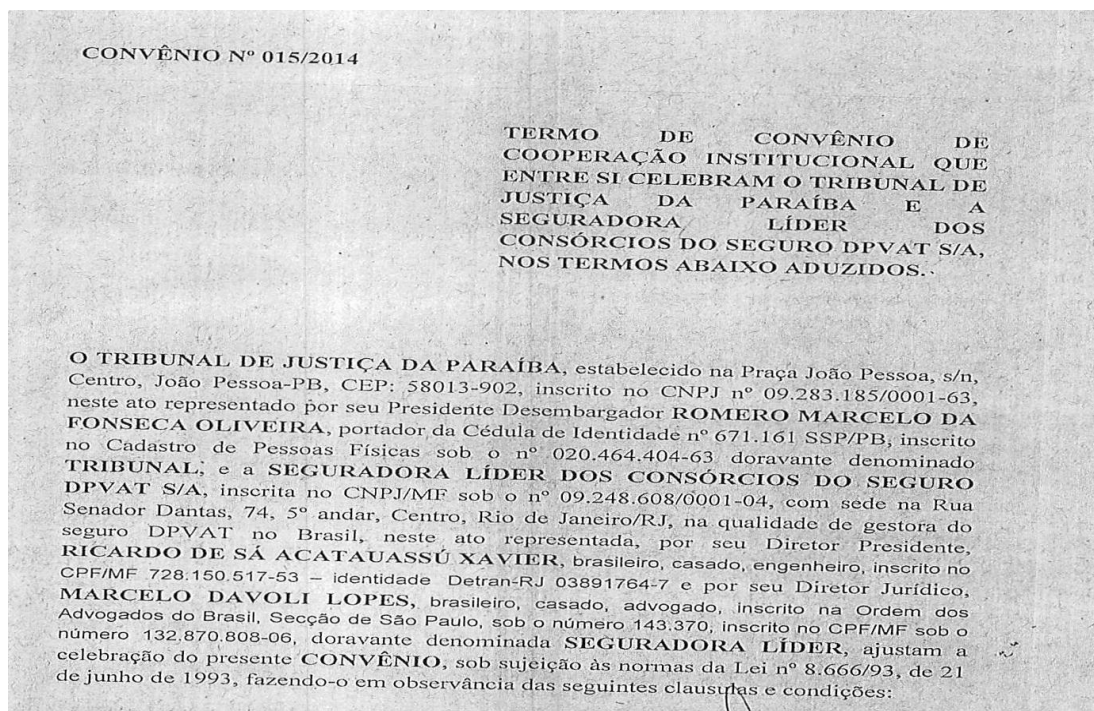 CONVÊNIO Nº 015/2014
TERMO DE CONVÊNIO DE
COOPERAÇÃO INSTITUCIONAL QUE
ENTRE SI CELEBRAM O TRIBUNAL DE
JUSTIÇA DA PARAÍBA E A
SEGURADORA LÍDER DOS
CONSÓRCIOS DO SEGURO DPVAT S/A,
NOS TERMOS ABAIXO ADUZIDOS.
O TRIBUNAL DE JUSTIÇA DA PARAÍBA, estabelecido na Praça João Pessoa, s/n,
Centro, João Pessoa-PB, CEP: 58013-902, inscrito no CNPJ nº 09.283.185/0001-63,
neste ato representado por seu Presidente Desembargador ROMERO MARCELO DA
FONSECA OLIVEIRA, portador da Cédula de Identidade nº 671.161 SSP/PB, inscrito
no Cadastro de Pessoas Físicas sob o nº 020.464.404-63 doravante denominado
TRIBUNAL, e a SEGURADORA LÍDER DOS CONSÓRCIOS DO SEGURO
DPVAT S/A, inscrita no CNPJ/MF sob o nº 09.248.608/0001-04, com sede na Rua
Senador Dantas, 74, 5º andar, Centro, Rio de Janeiro/RJ, na qualidade de gestora do
seguro DPVAT no Brasil, neste ato representada, por seu Diretor Presidente,
RICARDO DE SÁ ACATAUASSÚ XAVIER, brasileiro, casado, engenheiro, inscrito no
CPF/MF 728.150.517-53 – identidade Detran-RJ 03891764-7 e por seu Diretor Jurídico,
MARCELO DAVOLI LOPES, brasileiro, casado, advogado, inscrito na Ordem dos
Advogados do Brasil, Secção de São Paulo, sob o número 143.370, inscrito no CPF/MF sob o
número 132.870.808-06, doravante denominada SEGURADORA LÍDER, ajustam a
celebração do presente CONVÊNIO, sob sujeição às normas da Lei nº 8.666/93, de 21
de junho de 1993, fazendo-o em observância das seguintes clausulas e condições: